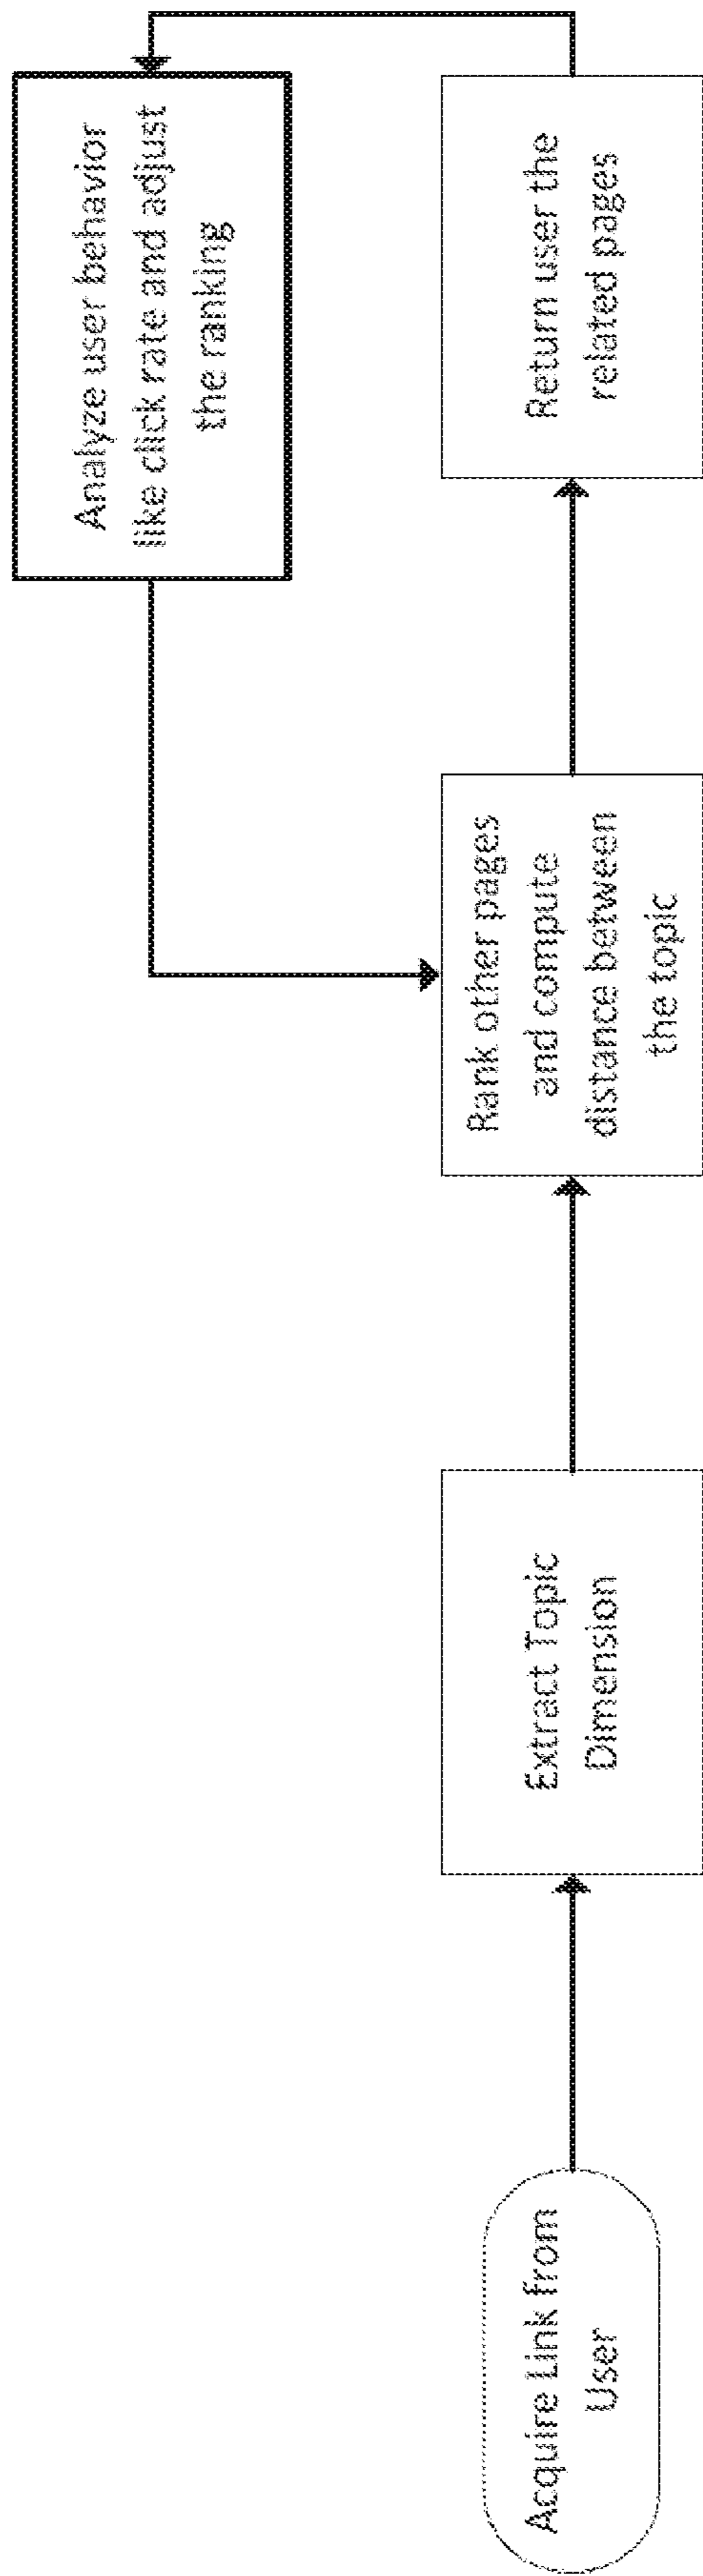 Acquire Link from
User
Extract Topic
Dimension
Rank other pages
and compute
distance between
the topic
Return user the
related pages
Analyze user behavior
like click rate and adjust
the ranking